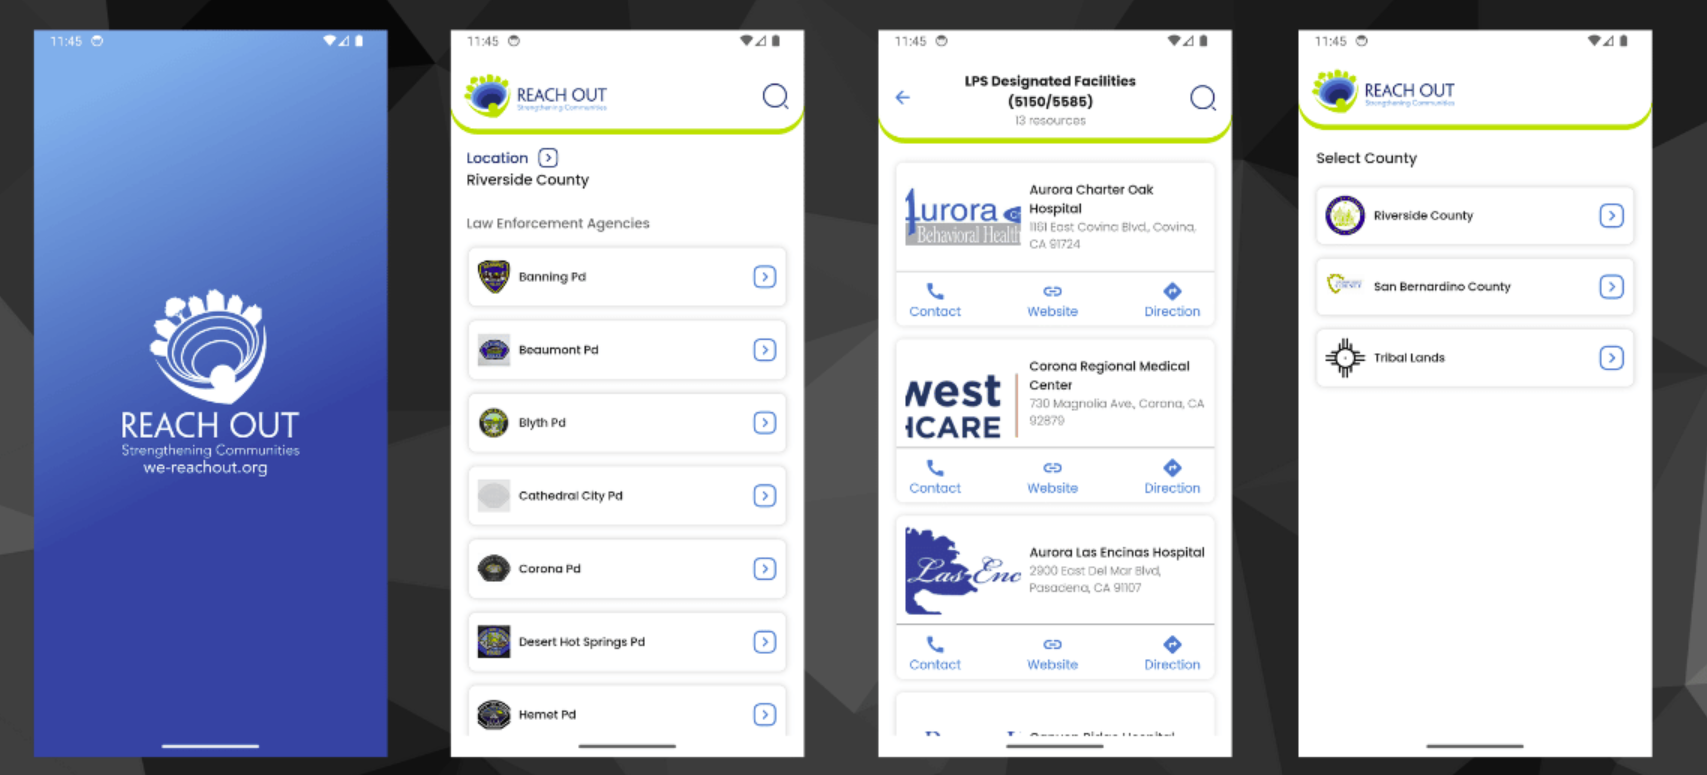 11:45
REACH OUT
Strengthening Communities
we-reachout.org
11:45
REACH OUT
Strengthening Communities
Location
Riverside County
Law Enforcement Agencies
Banning Pd
Beaumont Pd
Blyth Pd
Cathedral City Pd
Corona Pd
Desert Hot Springs Pd
Hemet Pd
11:45
LPS Designated Facilities
(5150/5585)
13 resources
Aurora
Behavioral Health
Aurora Charter Oak
Hospital
1161 East Covina Blvd., Covina,
CA 91724
Contact Website Direction
west
CARE
Corona Regional Medical
Center
730 Magnolia Ave., Corona, CA
92879
Contact Website Direction
Las Enc
Aurora Las Encinas Hospital
2900 East Del Mar Blvd,
Pasadena, CA 91107
Contact Website Direction
11:45
REACH OUT
Strengthening Communities
Select County
Riverside County
San Bernardino County
Tribal Lands